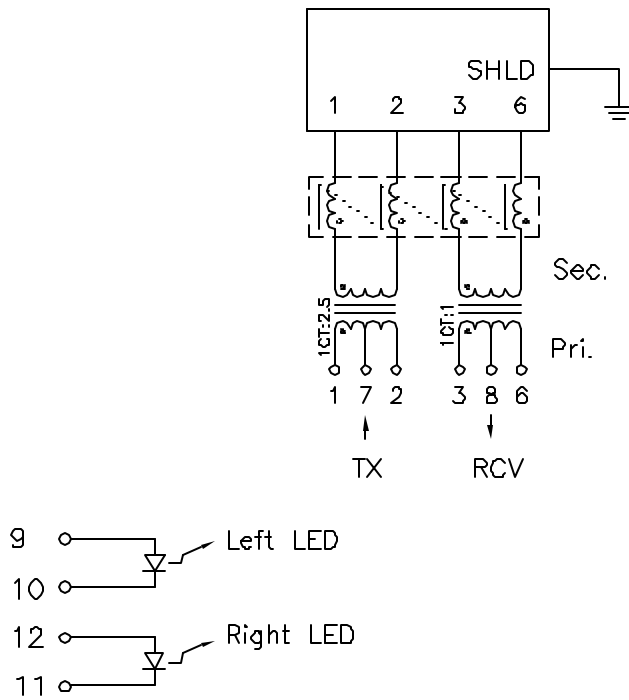 SHLD
1 2 3 6
Sec.
1CT:2.5 1CT:1
Pri.
1 7 2 3 8 6
TX RCV
9 Left LED
10
12 Right LED
11